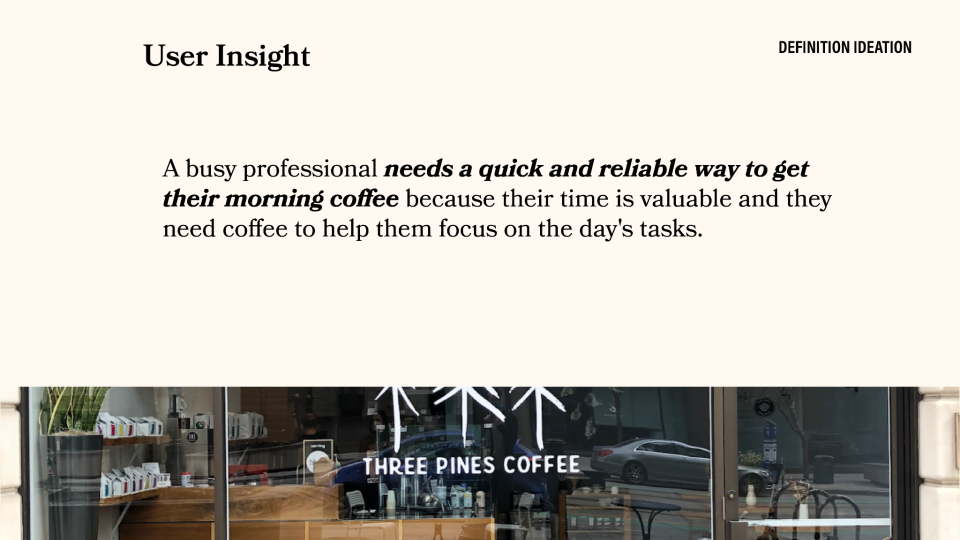 User Insight
DEFINITION IDEATION
A busy professional needs a quick and reliable way to get
their morning coffee because their time is valuable and they
need coffee to help them focus on the day's tasks.
THREE PINES COFFEE